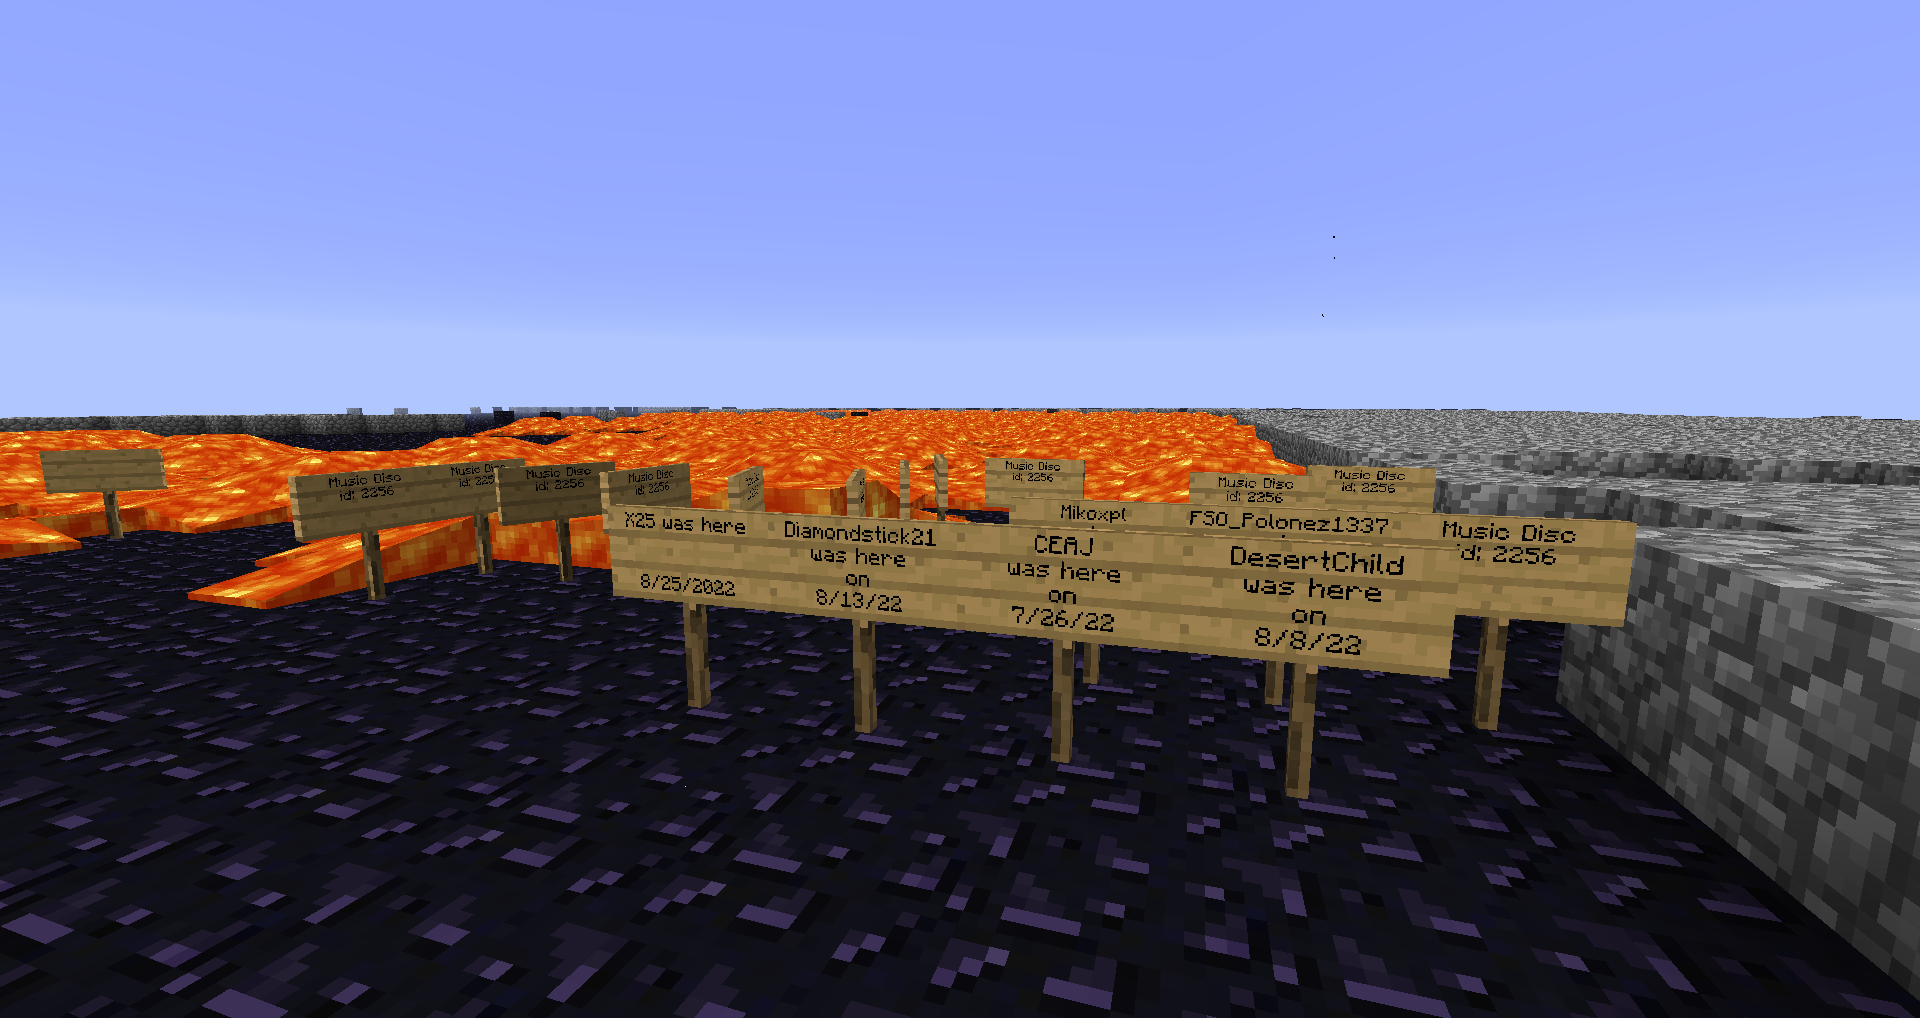 Music Disc
id: 2256
Music Disc
id: 225
Music Disc
id: 2256
Music Disc
id: 2256
Music Disc
id: 2256
Music Disc
id: 2256
Music Disc
id: 2256
X25 was here
8/25/2022
Diamondstick21
was here
on
8/13/22
Mikoxpl
CEAJ
was here
on
7/26/22
FSO_Polonez1337
DesertChild
was here
on
8/8/22
Music Disc
id: 2256